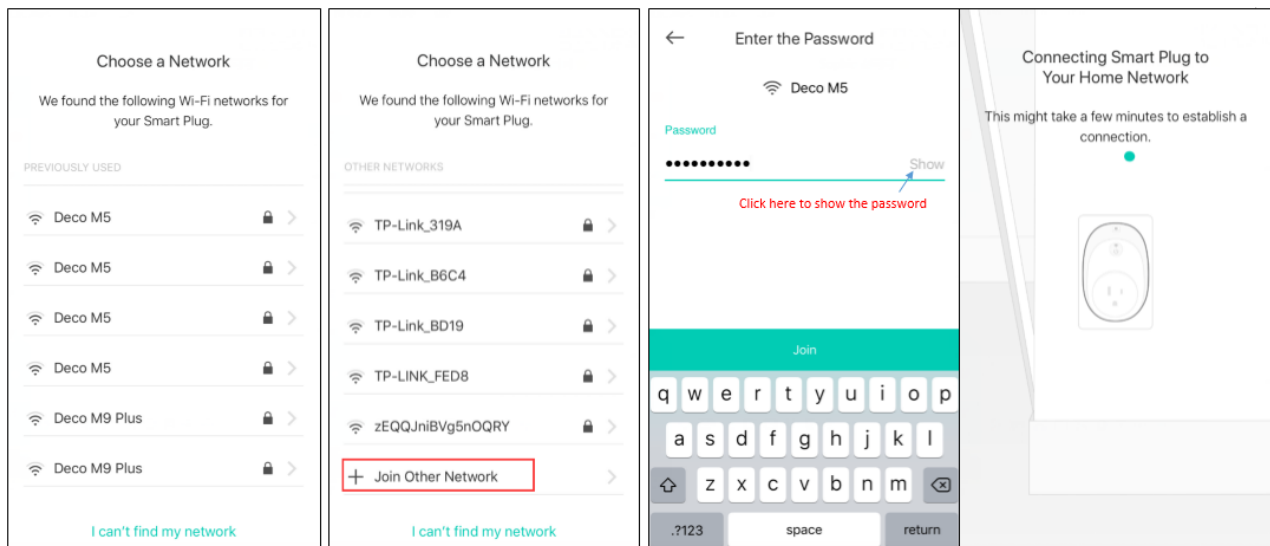 Choose a Network
We found the following Wi-Fi networks for
your Smart Plug.
PREVIOUSLY USED
Deco M5
Deco M5
Deco M5
Deco M5
Deco M9 Plus
Deco M9 Plus
I can't find my network
Choose a Network
We found the following Wi-Fi networks for
your Smart Plug.
OTHER NETWORKS
TP-Link_319A
TP-Link_B6C4
TP-Link_BD19
TP-LINK_FED8
zEQQJniBVg5nOQRY
Join Other Network
I can't find my network
Enter the Password
Deco M5
Password
Show
Click here to show the password
Join
q w e r t y u i o p
a s d f g h j k l
z x c v b n m
.?123 space return
Connecting Smart Plug to
Your Home Network
This might take a few minutes to establish a
connection.